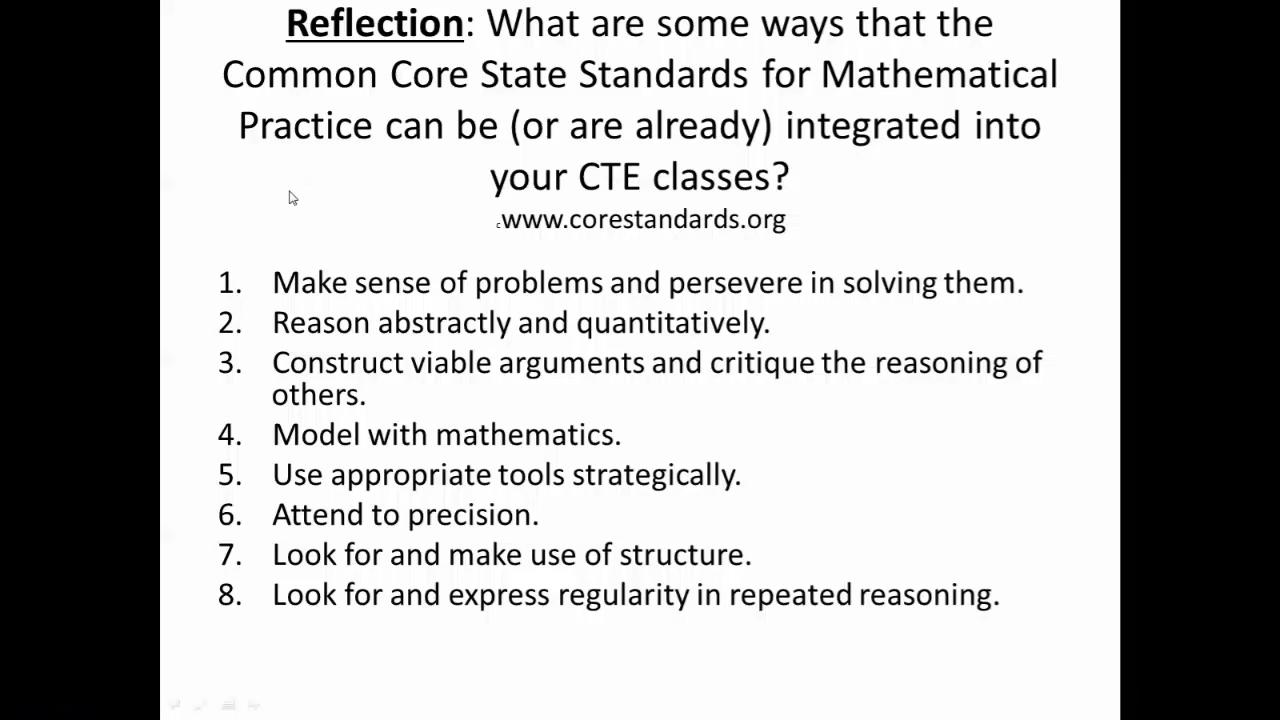 Reflection: What are some ways that the
Common Core State Standards for Mathematical
Practice can be (or are already) integrated into
your CTE classes?
cwww.corestandards.org
1. Make sense of problems and persevere in solving them.
2. Reason abstractly and quantitatively.
3. Construct viable arguments and critique the reasoning of
others.
4. Model with mathematics.
5. Use appropriate tools strategically.
6. Attend to precision.
7. Look for and make use of structure.
8. Look for and express regularity in repeated reasoning.